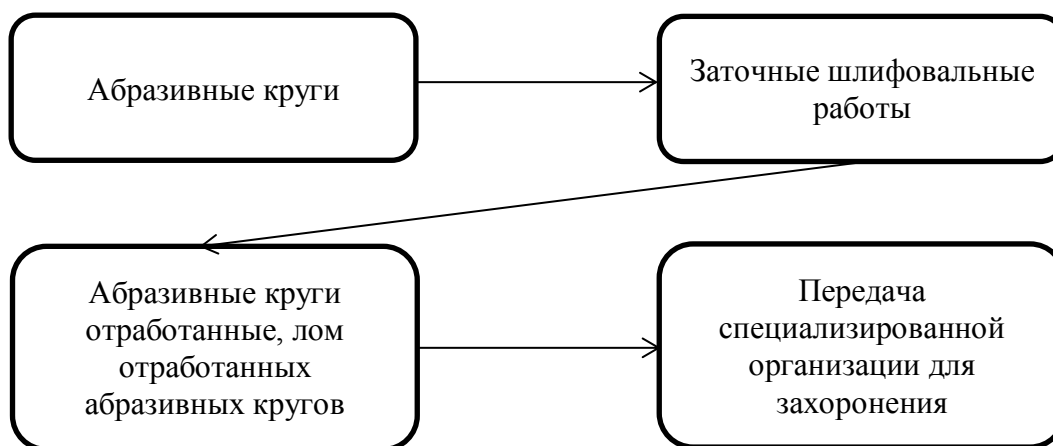 Абразивные круги
Заточные шлифовальные
работы
Абразивные круги
отработанные, лом
отработанных
абразивных кругов
Передача
специализированной
организации для
захоронения